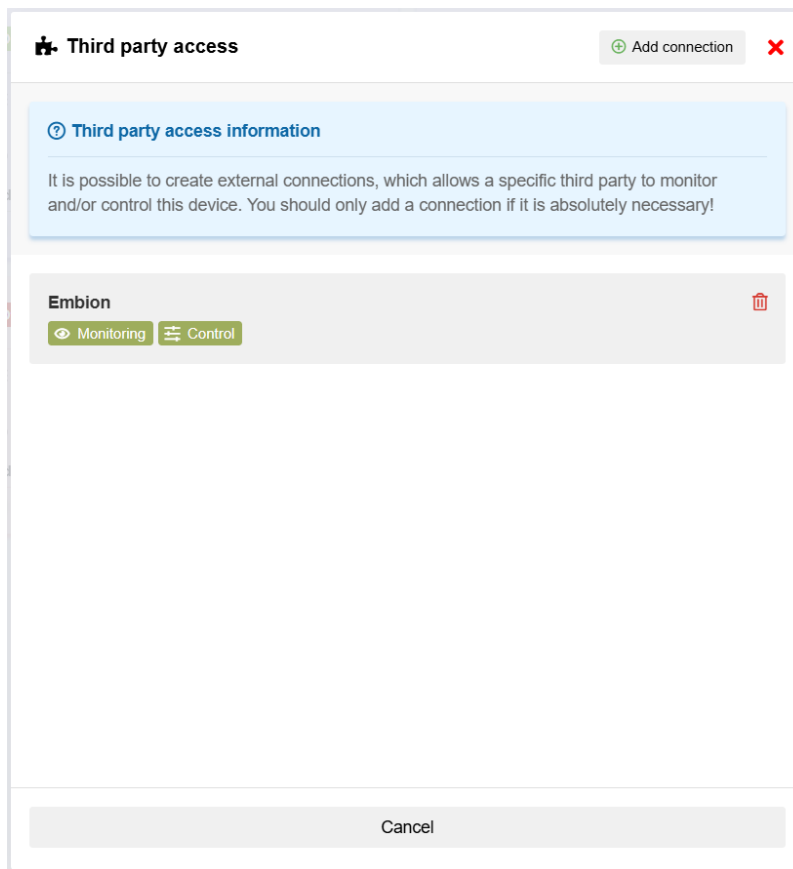 Third party access
Add connection
Third party access information
It is possible to create external connections, which allows a specific third party to monitor
and/or control this device. You should only add a connection if it is absolutely necessary!
Embion
Monitoring Control
Cancel